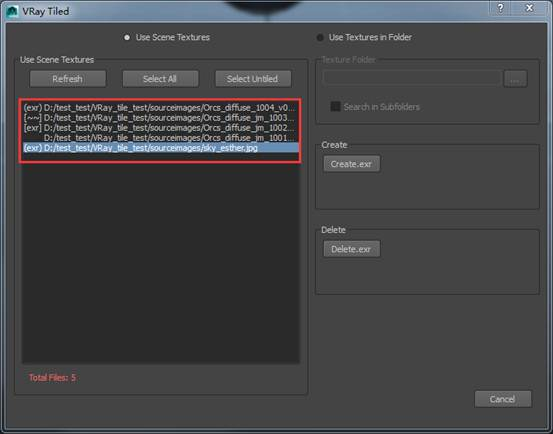 VRay Tiled
Use Scene Textures
Use Textures in Folder
Use Scene Textures
Refresh
Select All
Select Untiled
(exr) D:/test_test/VRay_tile_test/sourceimages/Orcs_diffuse_1004_v0...
[~~] D:/test_test/VRay_tile_test/sourceimages/Orcs_diffuse_jm_1003...
[exr] D:/test_test/VRay_tile_test/sourceimages/Orcs_diffuse_jm_1002...
D:/test_test/VRay_tile_test/sourceimages/Orcs_diffuse_jm_1001...
(exr) D:/test_test/VRay_tile_test/sourceimages/sky_esther.jpg
Total Files: 5
Texture Folder
...
Search in Subfolders
Create
Create.exr
Delete
Delete.exr
Cancel